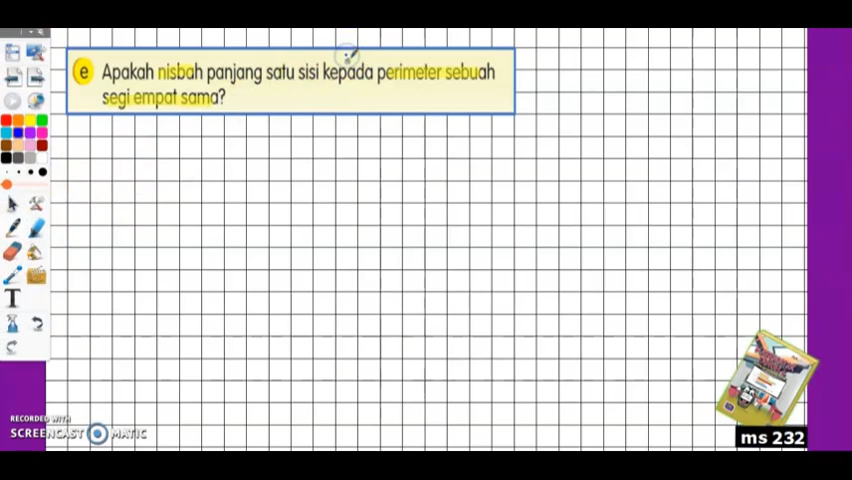 e Apakah nisbah panjang satu sisi kepada perimeter sebuah
segi empat sama?
T
RECORDED WITH
SCREENCAST MATIC
ms 232